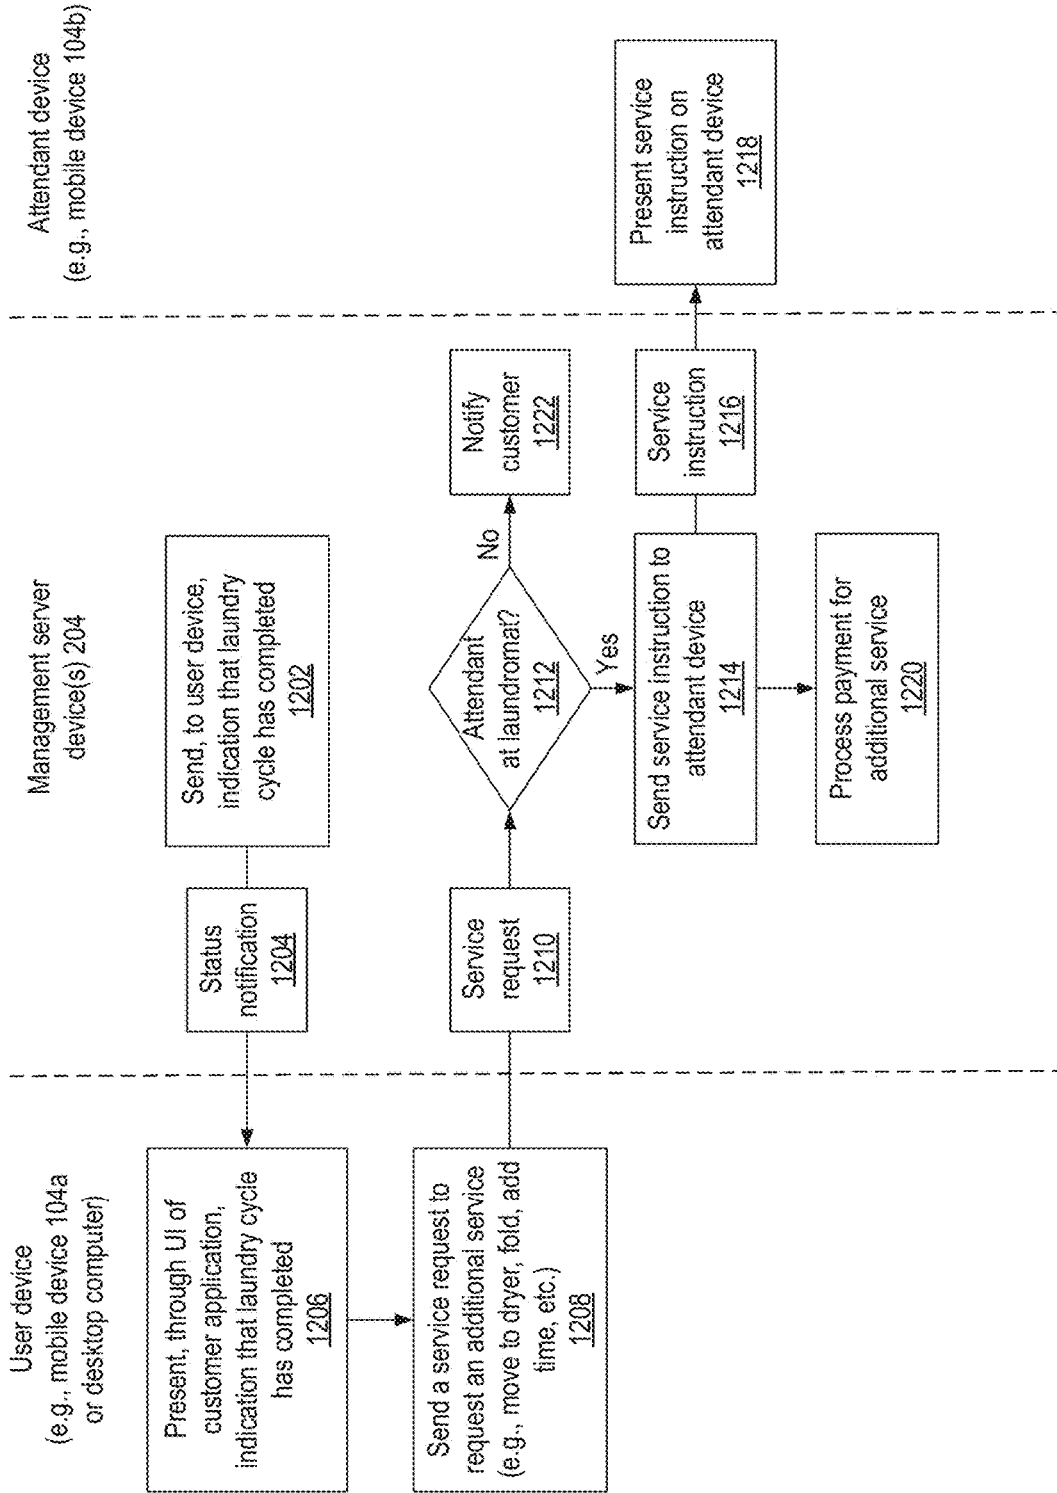 User device
(e.g., mobile device 104a
or desktop computer)
Management server
device(s) 204
Attendant device
(e.g., mobile device 104b)
Send, to user device,
indication that laundry
cycle has completed
1202
Status
notification
1204
Present, through UI of
customer application,
indication that laundry cycle
has completed
1206
Send a service request to
request an additional service
(e.g., move to dryer, fold, add
time, etc.)
1208
Service
request
1210
Attendant
at laundromat?
1212
No
Notify
customer
1222
Yes
Send service instruction to
attendant device
1214
Service
instruction
1216
Present service
instruction on
attendant device
1218
Process payment for
additional service
1220